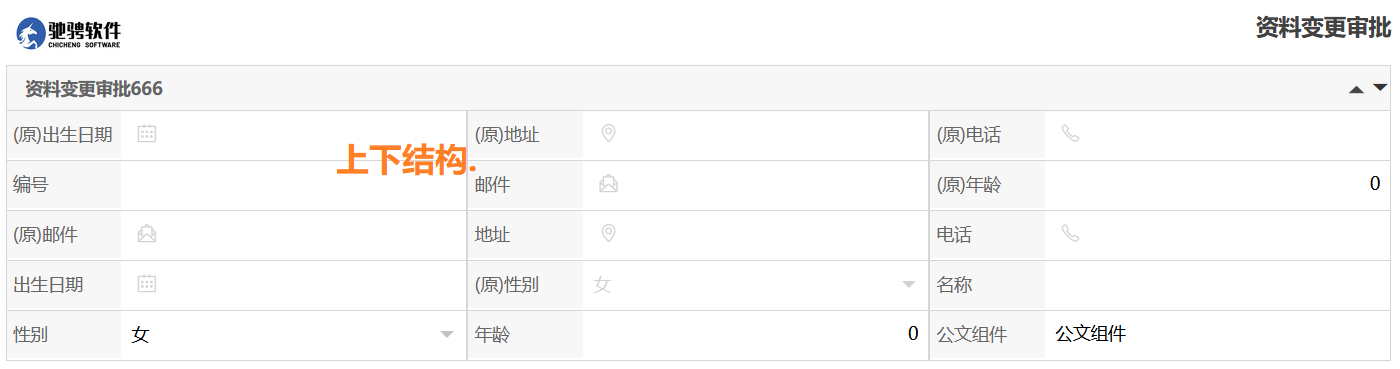 驰骋软件
CHICHENG SOFTWARE
资料变更审批
资料变更审批666
(原)出生日期 (原)地址 (原)电话
上下结构.
编号 邮件 (原)年龄 0
(原)邮件 地址 电话
出生日期 (原)性别 女 名称
性别 女 年龄 0 公文组件 公文组件